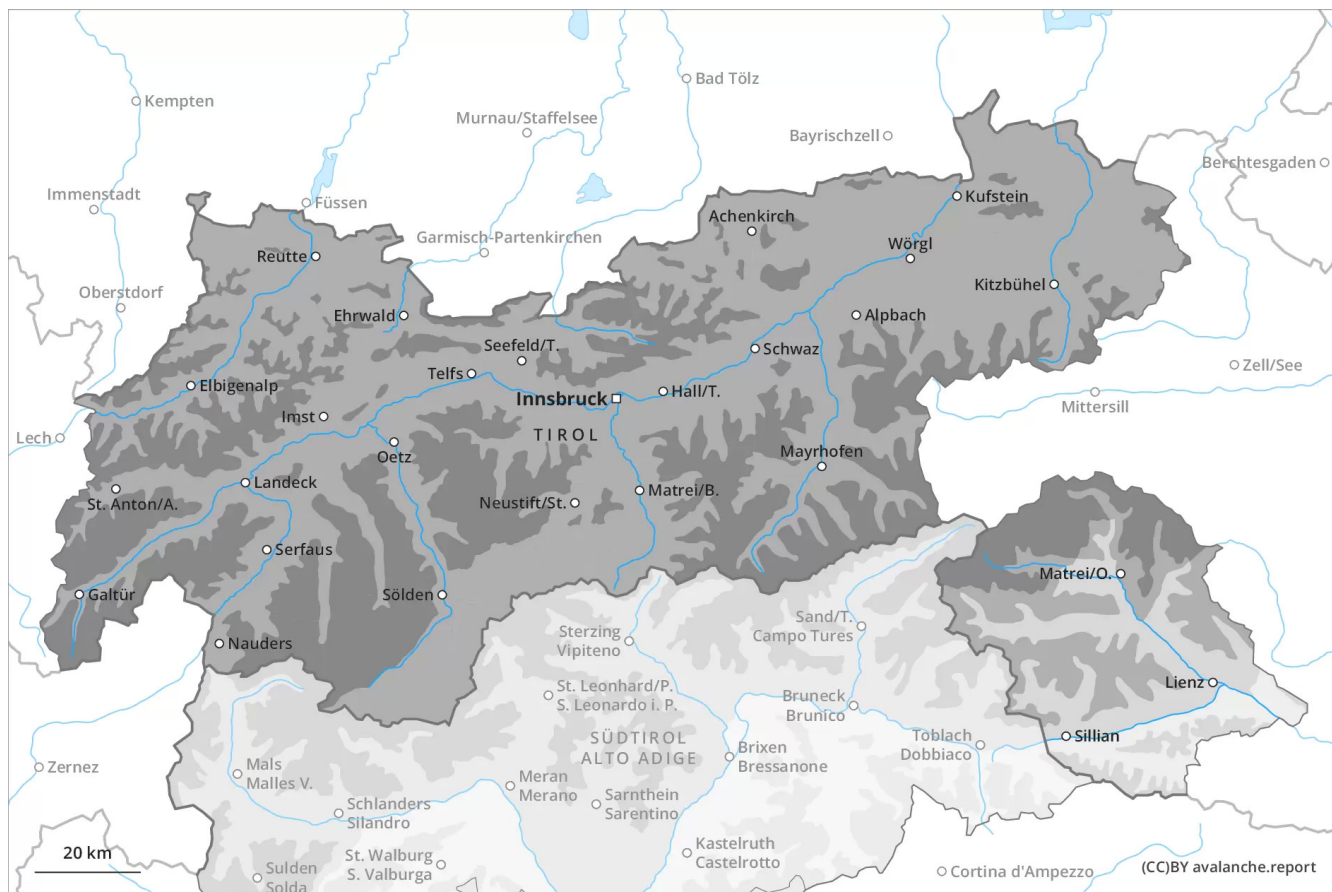 Kempten
Bad Tölz
Murnau/Staffelsee
Bayrischzell
Berchtesgaden
Immenstadt
Füssen
Kufstein
Achenkirch
Garmisch-Partenkirchen
Wörgl
Reutte
Kitzbühel
Oberstdorf
Ehrwald
Alpbach
Seefeld/T.
Schwaz
Zell/See
Telfs
Elbigenalp
Hall/T.
Innsbruck
Mittersill
Imst
TIROL
Lech
Mayrhofen
Oetz
Landeck
Matrei/B.
St. Anton/A.
Neustift/St.
Serfaus
Matrei/O.
Galtür
Sölden
Sand/T.
Campo Tures
Sterzing
Vipiteno
Nauders
Lienz
St. Leonhard/P.
S. Leonardo i. P.
Bruneck
Brunico
Sillian
Toblach
Dobbiaco
SÜDTIROL
ALTO ADIGE
Brixen
Bressanone
Zernez
Mals
Malles V.
Meran
Merano
Sarnthein
Sarentino
Schlanders
Silandro
Kastelruth
Castelrotto
20 km
St. Walburg
S. Valburga
Sulden
Solda
Cortina d'Ampezzo
(CC)BY avalanche.report